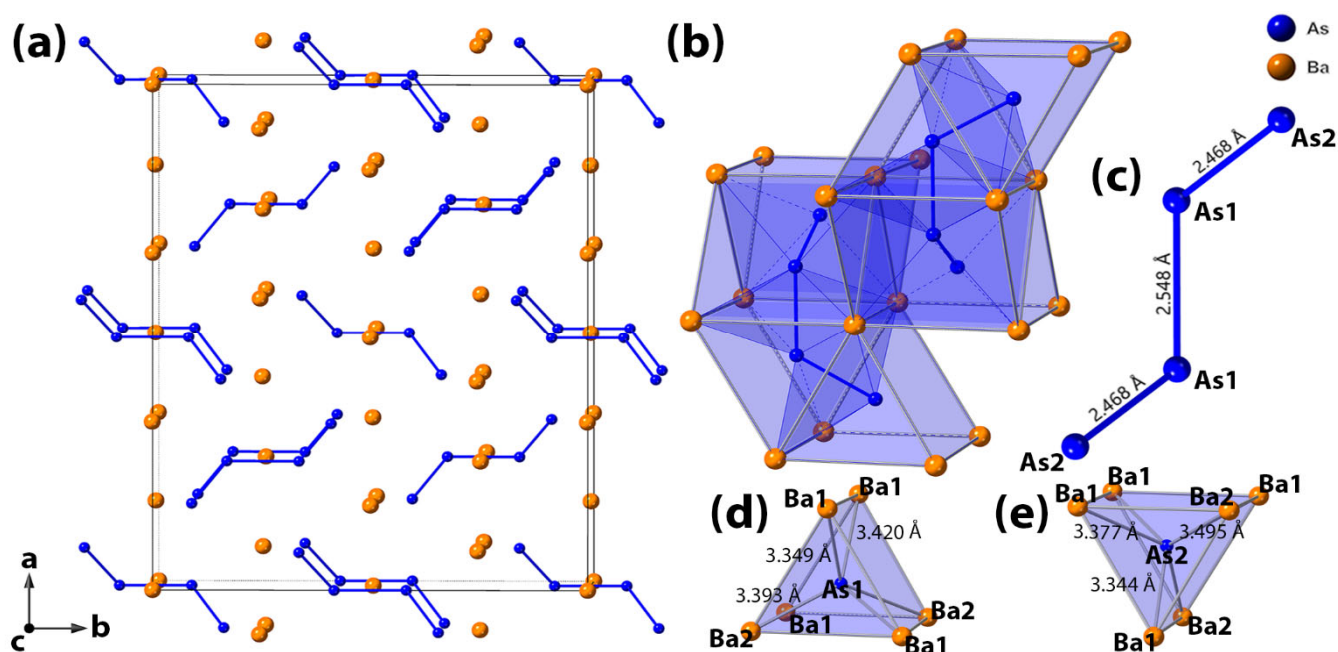 (a)
a
c
b
(b)
As
Ba
(c)
As2
2.468 Å
As1
2.548 Å
As1
2.468 Å
As2
(d)
Ba1
Ba1
3.420 Å
3.349 Å
3.393 Å
As1
Ba1
Ba2
Ba2
Ba1
(e)
Ba1
Ba1
Ba2
Ba1
3.377 Å
3.495 Å
As2
3.344 Å
Ba2
Ba1